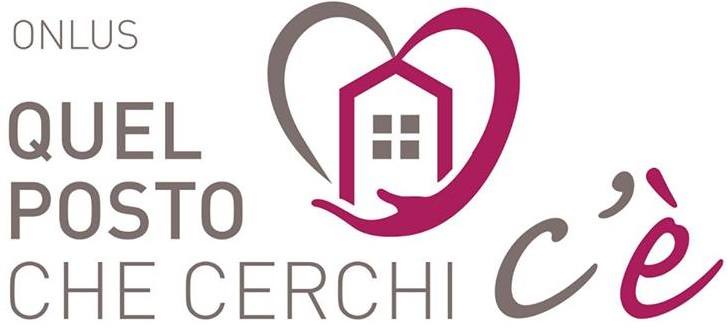 ONLUS
QUEL
POSTO
CHE CERCHI c'è